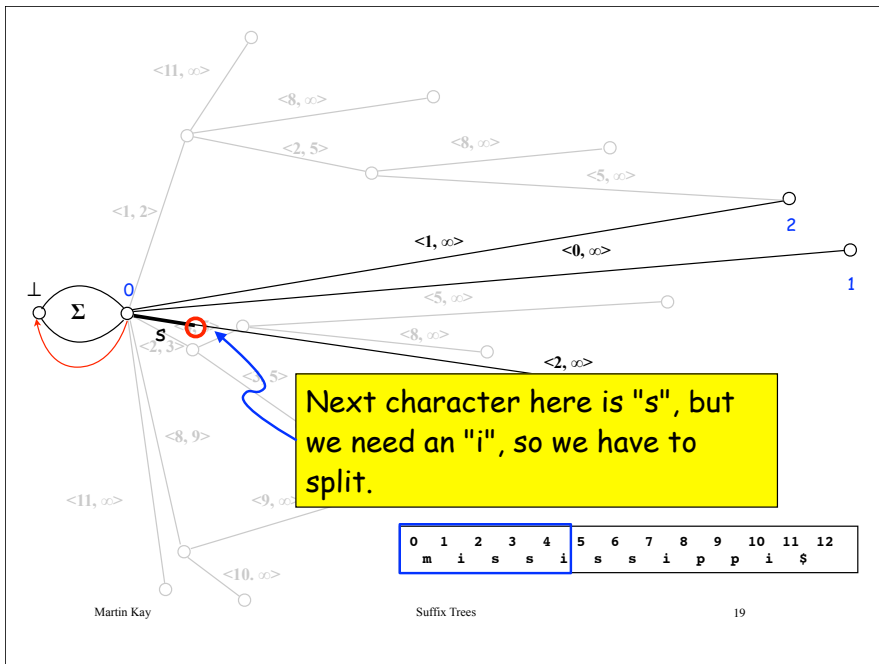 <11, ∞>
<8, ∞>
<2, 5>
<8, ∞>
<5, ∞>
<1, 2>
2
<1, ∞>
<0, ∞>
⊥
0
Σ
1
<5, ∞>
s
<2, 3>
<8, ∞>
<2, ∞>
5>
Next character here is "s", but
we need an "i", so we have to
split.
<8, 9>
<11, ∞>
<9, ∞>
0 1 2 3 4 5 6 7 8 9 10 11 12
m i s s i s s i p p i $
<10. ∞>
Martin Kay
Suffix Trees
19